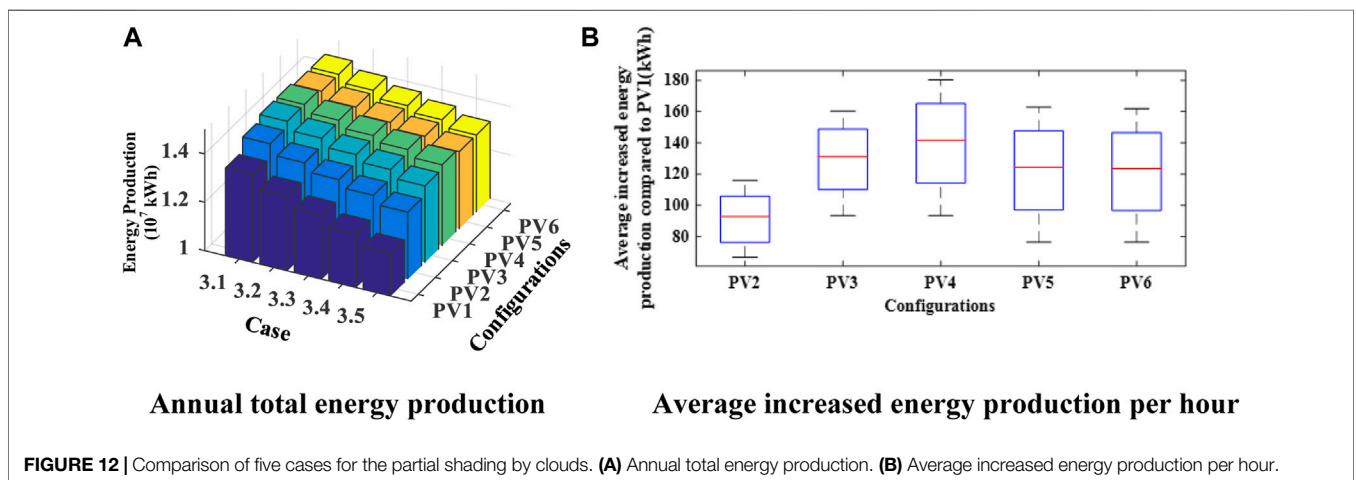 A
Energy Production
(10⁷ kWh)
1.4
1.2
1
3.1
3.2
3.3
3.4
3.5
Case
PV1
PV2
PV3
PV4
PV5
PV6
Configurations
Annual total energy production
B
Average increased energy
production compared to PV1(kWh)
180
160
140
120
100
80
PV2 PV3 PV4 PV5 PV6
Configurations
Average increased energy production per hour
FIGURE 12 | Comparison of five cases for the partial shading by clouds. (A) Annual total energy production. (B) Average increased energy production per hour.